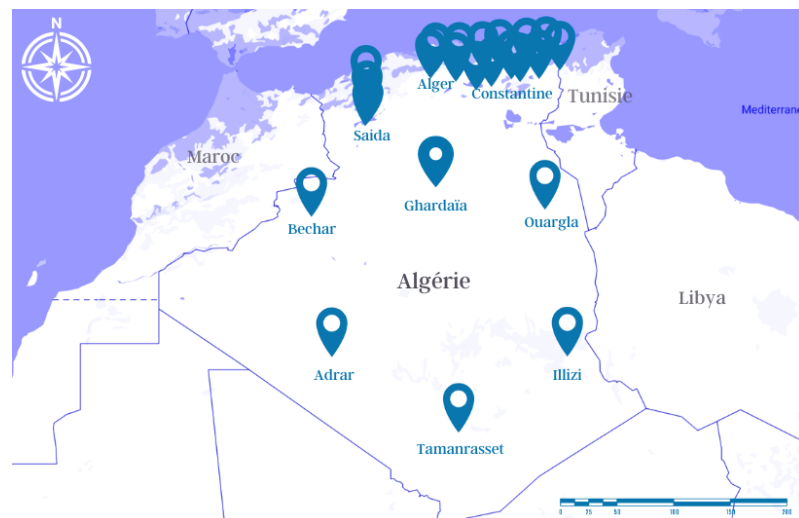 N
Alger
Constantine
Tunisie
Mediterrane
Saida
Maroc
Ghardaïa
Ouargla
Bechar
Algérie
Libya
Adrar
Illizi
Tamanrasset
0 25 50 100 150 200